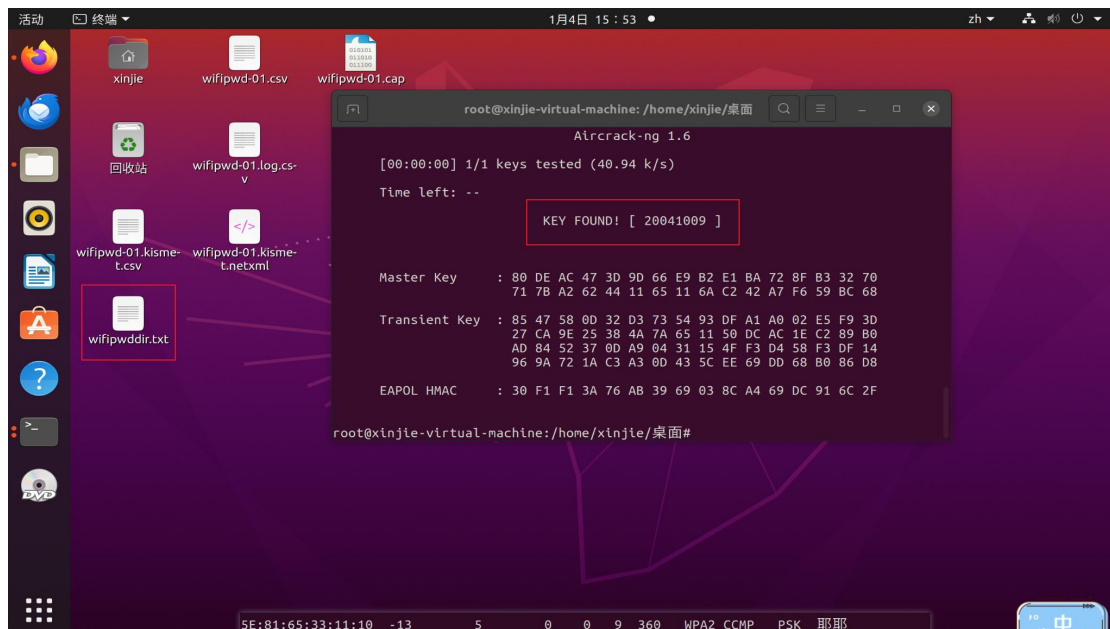 活动
终端
1月4日 15：53
zh
xinjie
wifipwd-01.csv
010101
011010
011100
wifipwd-01.cap
回收站
wifipwd-01.log.cs-
v
wifipwd-01.kisme-
t.csv
</>
wifipwd-01.kisme-
t.netxml
wifipwddir.txt
?
>_
DVD
root@xinjie-virtual-machine: /home/xinjie/桌面
Aircrack-ng 1.6
[00:00:00] 1/1 keys tested (40.94 k/s)
Time left: --
KEY FOUND! [ 20041009 ]
Master Key : 80 DE AC 47 3D 9D 66 E9 B2 E1 BA 72 8F B3 32 70
71 7B A2 62 44 11 65 11 6A C2 42 A7 F6 59 BC 68
Transient Key : 85 47 58 0D 32 D3 73 54 93 DF A1 A0 02 E5 F9 3D
27 CA 9E 25 38 4A 7A 65 11 50 DC AC 1E C2 89 B0
AD 84 52 37 0D A9 04 31 15 4F F3 D4 58 F3 DF 14
96 9A 72 1A C3 A3 0D 43 5C EE 69 DD 68 B0 86 D8
EAPOL HMAC : 30 F1 F1 3A 76 AB 39 69 03 8C A4 69 DC 91 6C 2F
root@xinjie-virtual-machine:/home/xinjie/桌面#
5E:81:65:33:11:10 -13 5 0 0 9 360 WPA2 CCMP PSK 耶耶
中